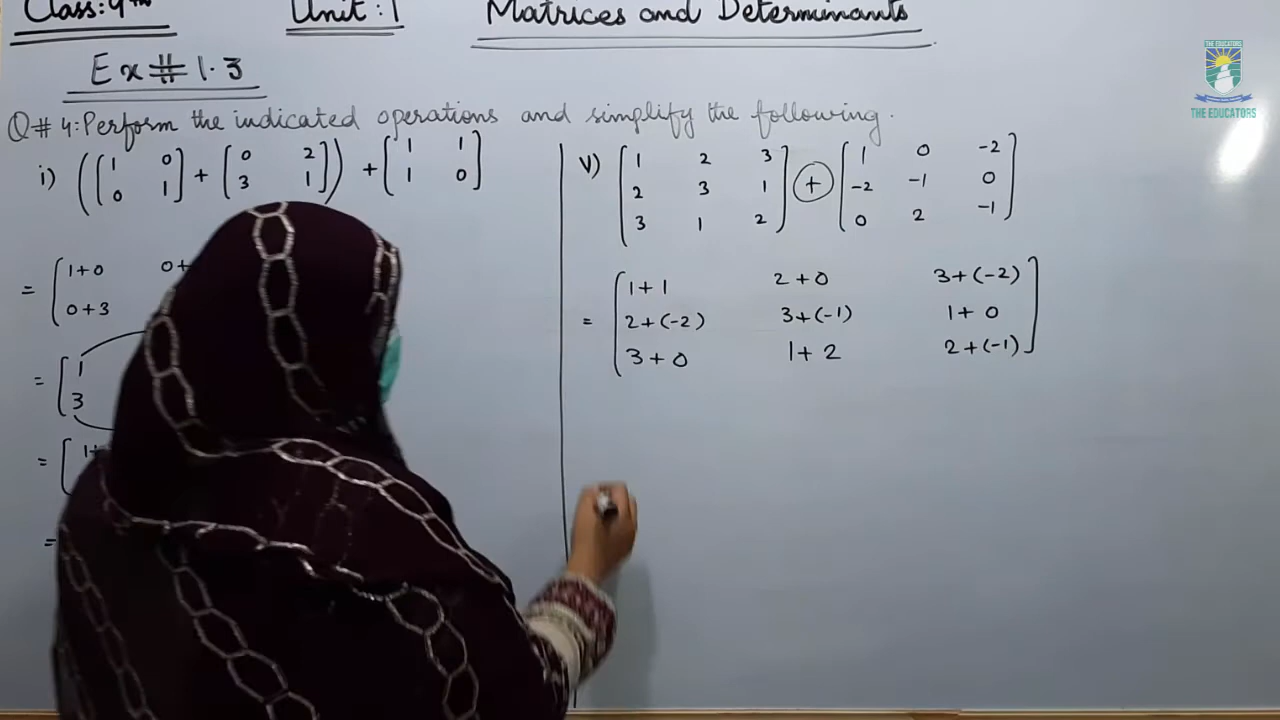 Class: 9th Unit : 1 Matrices and Determinants
Ex # 1.3
Q # 4: Perform the indicated operations and simplify the following.
i) ( [ 1 0 ] + [ 0 2 ] ) + [ 1 1 ]
0 1 3 1 1 0
= [ 1+0 0+
0+3
= [ 1
3
= [ 1+
=
v) [ 1 2 3 ] + [ 1 0 -2 ]
2 3 1 -2 -1 0
3 1 2 0 2 -1
= [ 1+1 2+0 3+(-2) ]
2+(-2) 3+(-1) 1+0
3+0 1+2 2+(-1)
THE EDUCATORS
THE EDUCATORS